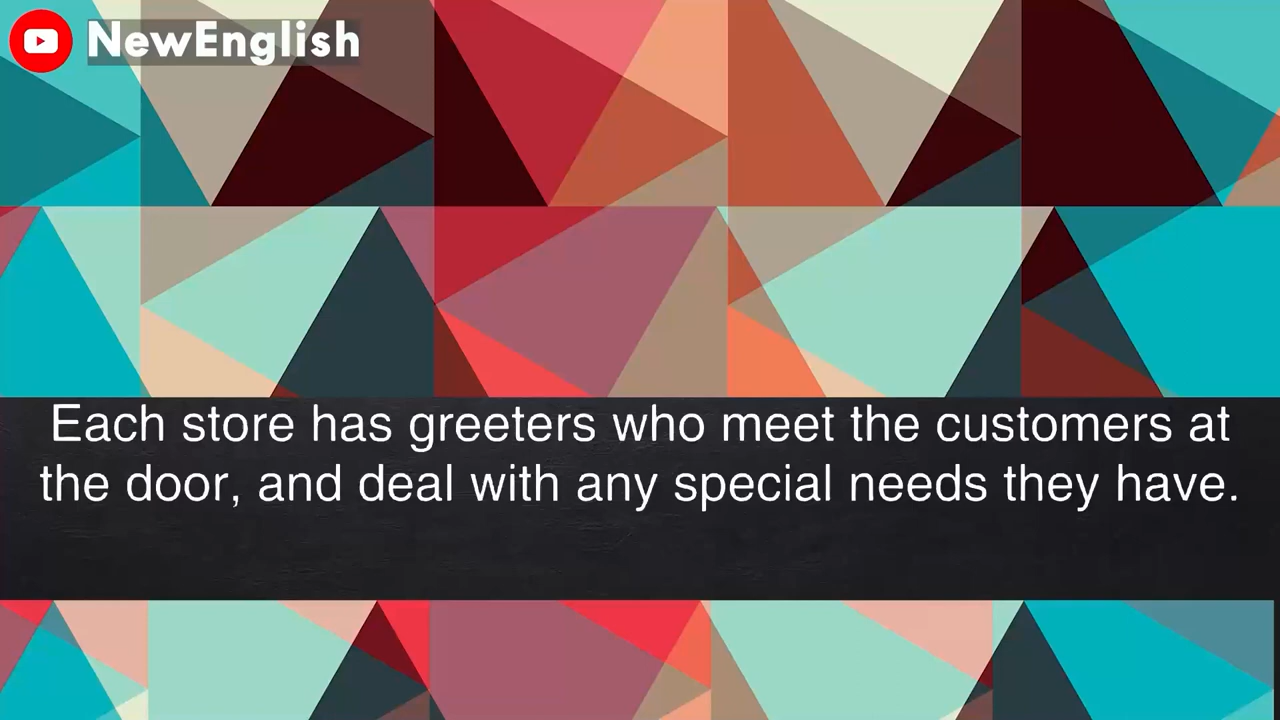 NewEnglish
Each store has greeters who meet the customers at
the door, and deal with any special needs they have.